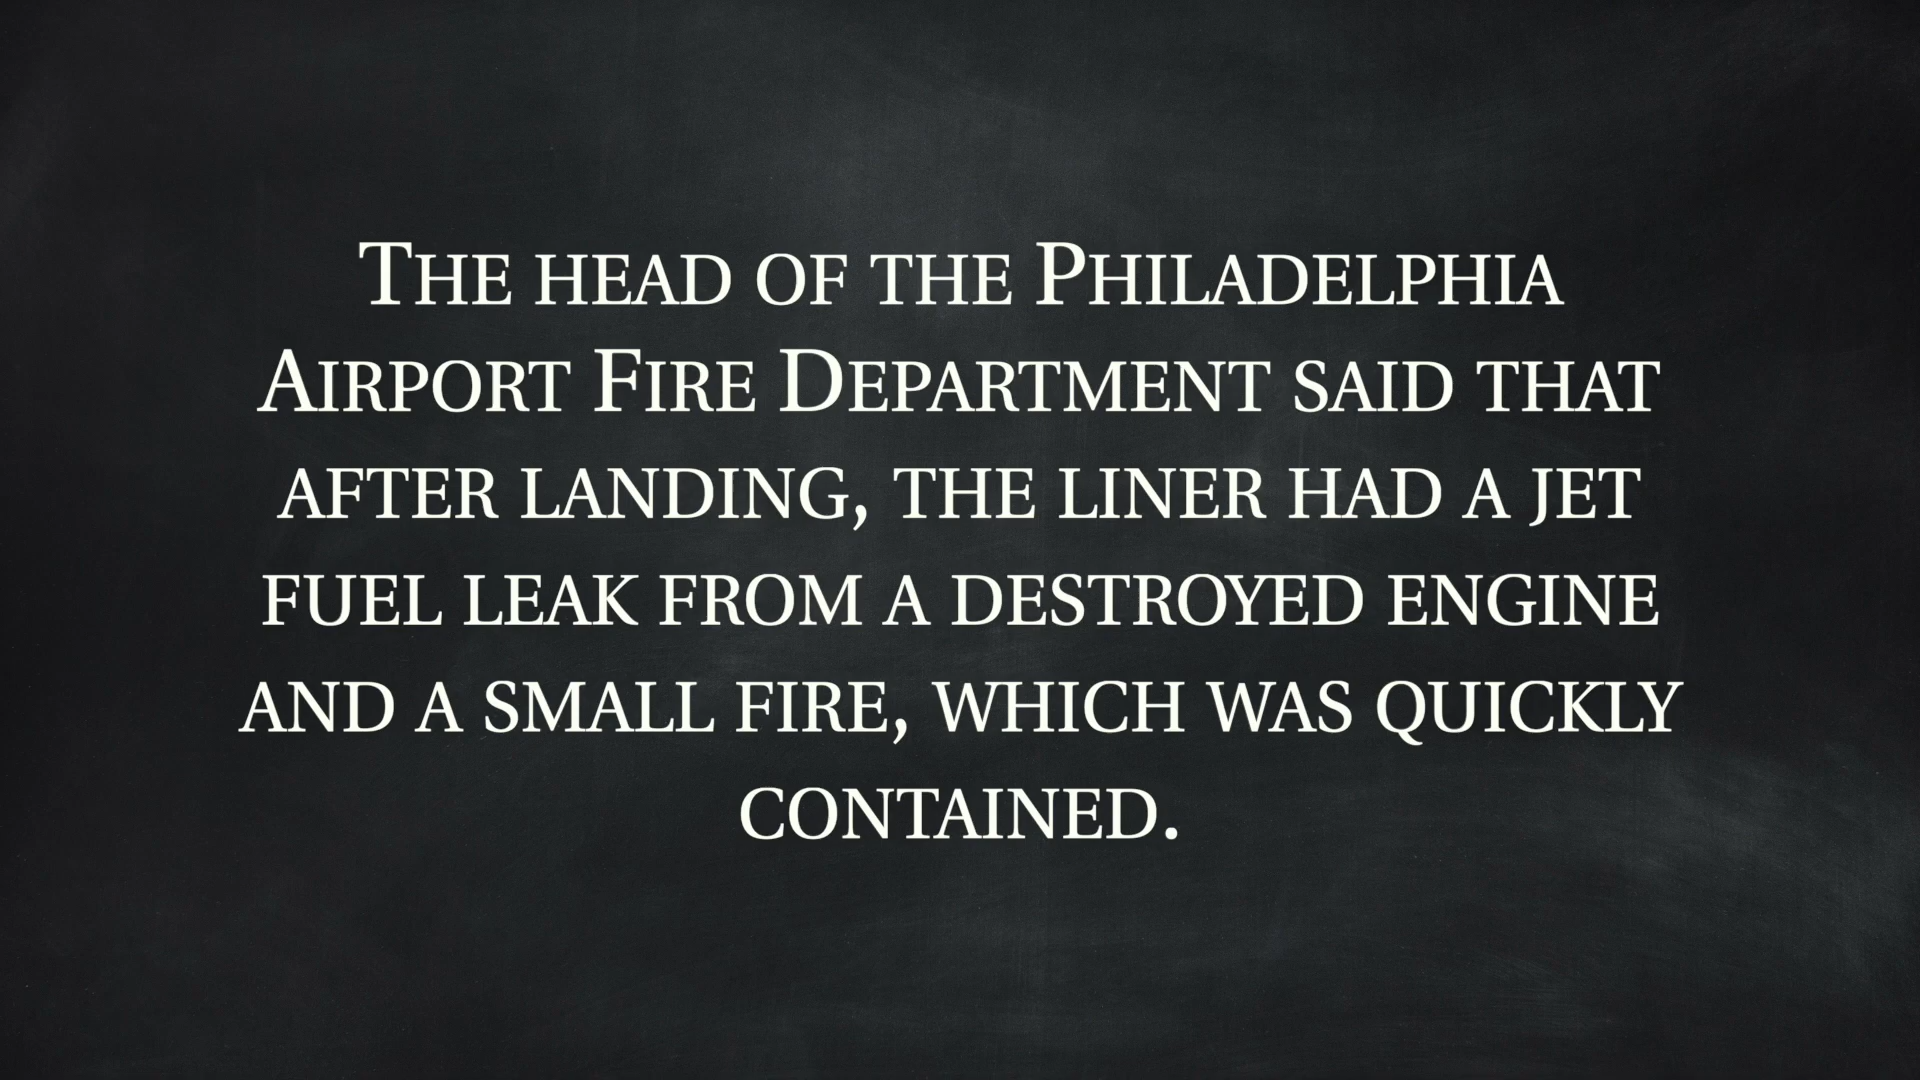 The head of the Philadelphia
Airport Fire Department said that
after landing, the liner had a jet
fuel leak from a destroyed engine
and a small fire, which was quickly
contained.